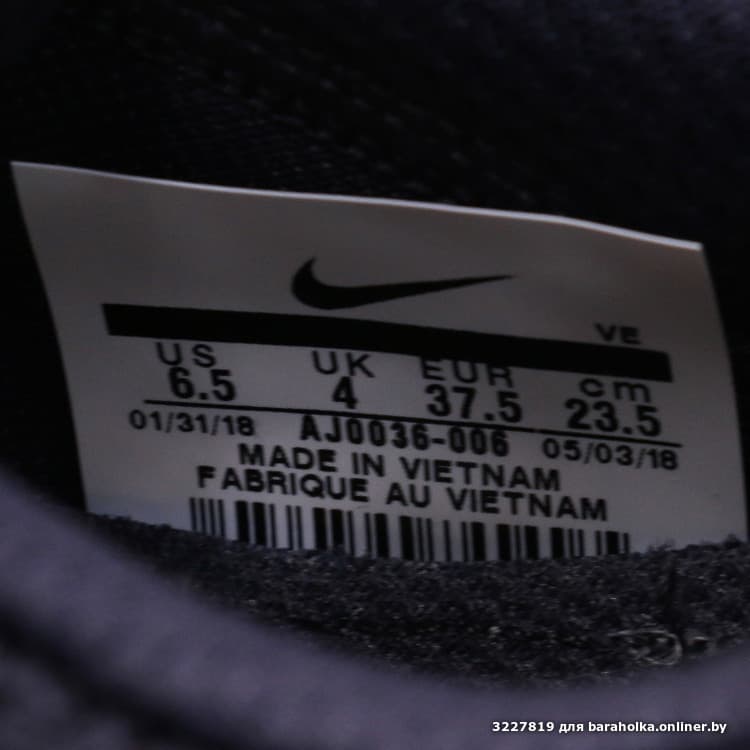 VE
US UK EUR cm
6.5 4 37.5 23.5
01/31/18 AJ0036-006 05/03/18
MADE IN VIETNAM
FABRIQUE AU VIETNAM
3227819 для baraholka.onliner.by